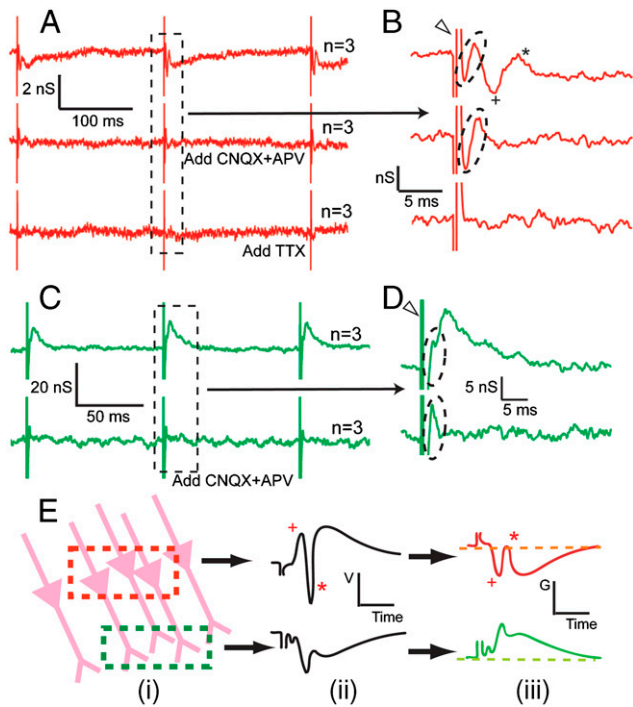 A
B
n=3
*
+
2 nS
100 ms
n=3
Add CNQX+APV
nS
5 ms
n=3
Add TTX
C
D
n=3
20 nS
50 ms
5 nS
5 ms
n=3
Add CNQX+APV
E
+
*
V
Time
*
+
G
Time
(i)
(ii)
(iii)